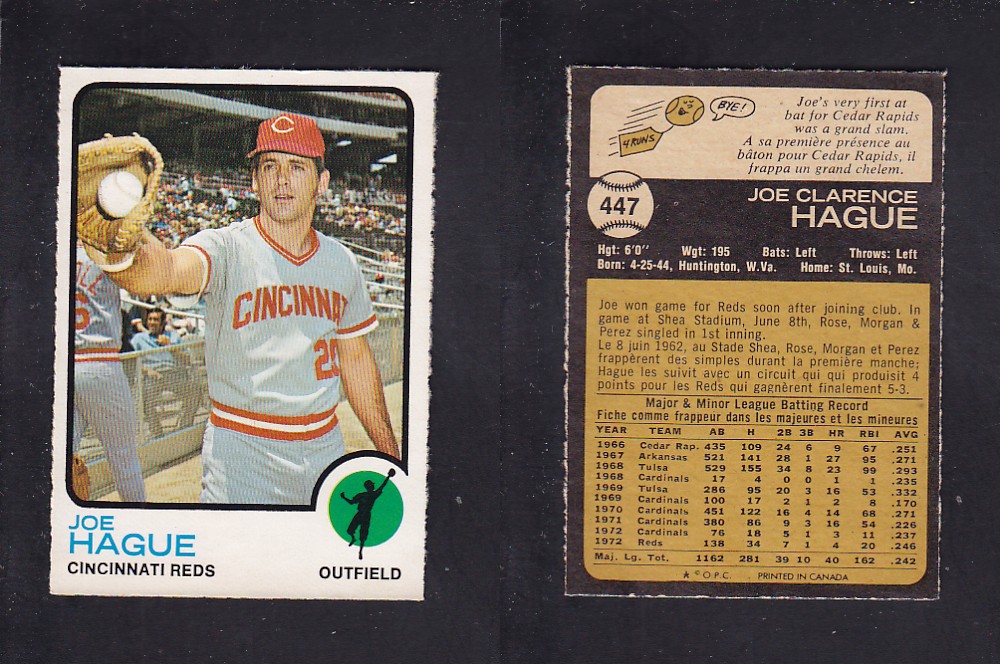 C
CINCINNA
JOE
HAGUE
CINCINNATI REDS
OUTFIELD
4 RUNS
BYE!
Joe's very first at
bat for Cedar Rapids
was a grand slam.
A sa première présence au
bâton pour Cedar Rapids, il
frappa un grand chelem.
447
JOE CLARENCE
HAGUE
Hgt: 6'0" Wgt: 195 Bats: Left Throws: Left
Born: 4-25-44, Huntington, W.Va. Home: St. Louis, Mo.
Joe won game for Reds soon after joining club. In
game at Shea Stadium, June 8th, Rose, Morgan &
Perez singled in 1st inning.
Le 8 juin 1962, au Stade Shea, Rose, Morgan et Perez
frappèrent des simples durant la première manche;
Hague les suivit avec un circuit qui qui produisit 4
points pour les Reds qui gagnèrent finalement 5-3.
Major & Minor League Batting Record
Fiche comme frappeur dans les majeures et les mineures
YEAR TEAM AB H 2B 3B HR RBI AVG
1966 Cedar Rap. 435 109 24 6 9 67 .251
1967 Arkansas 521 141 28 1 27 95 .271
1968 Tulsa 529 155 34 8 23 99 .293
1968 Cardinals 17 4 0 0 1 1 .235
1969 Tulsa 286 95 20 3 16 53 .332
1969 Cardinals 100 17 2 1 2 8 .170
1970 Cardinals 451 122 16 4 14 68 .271
1971 Cardinals 380 86 9 3 16 54 .226
1972 Cardinals 76 18 5 1 3 11 .237
1972 Reds 138 34 7 1 4 20 .246
Maj. Lg. Tot. 1162 281 39 10 40 162 .242
★ © O.P.C. PRINTED IN CANADA